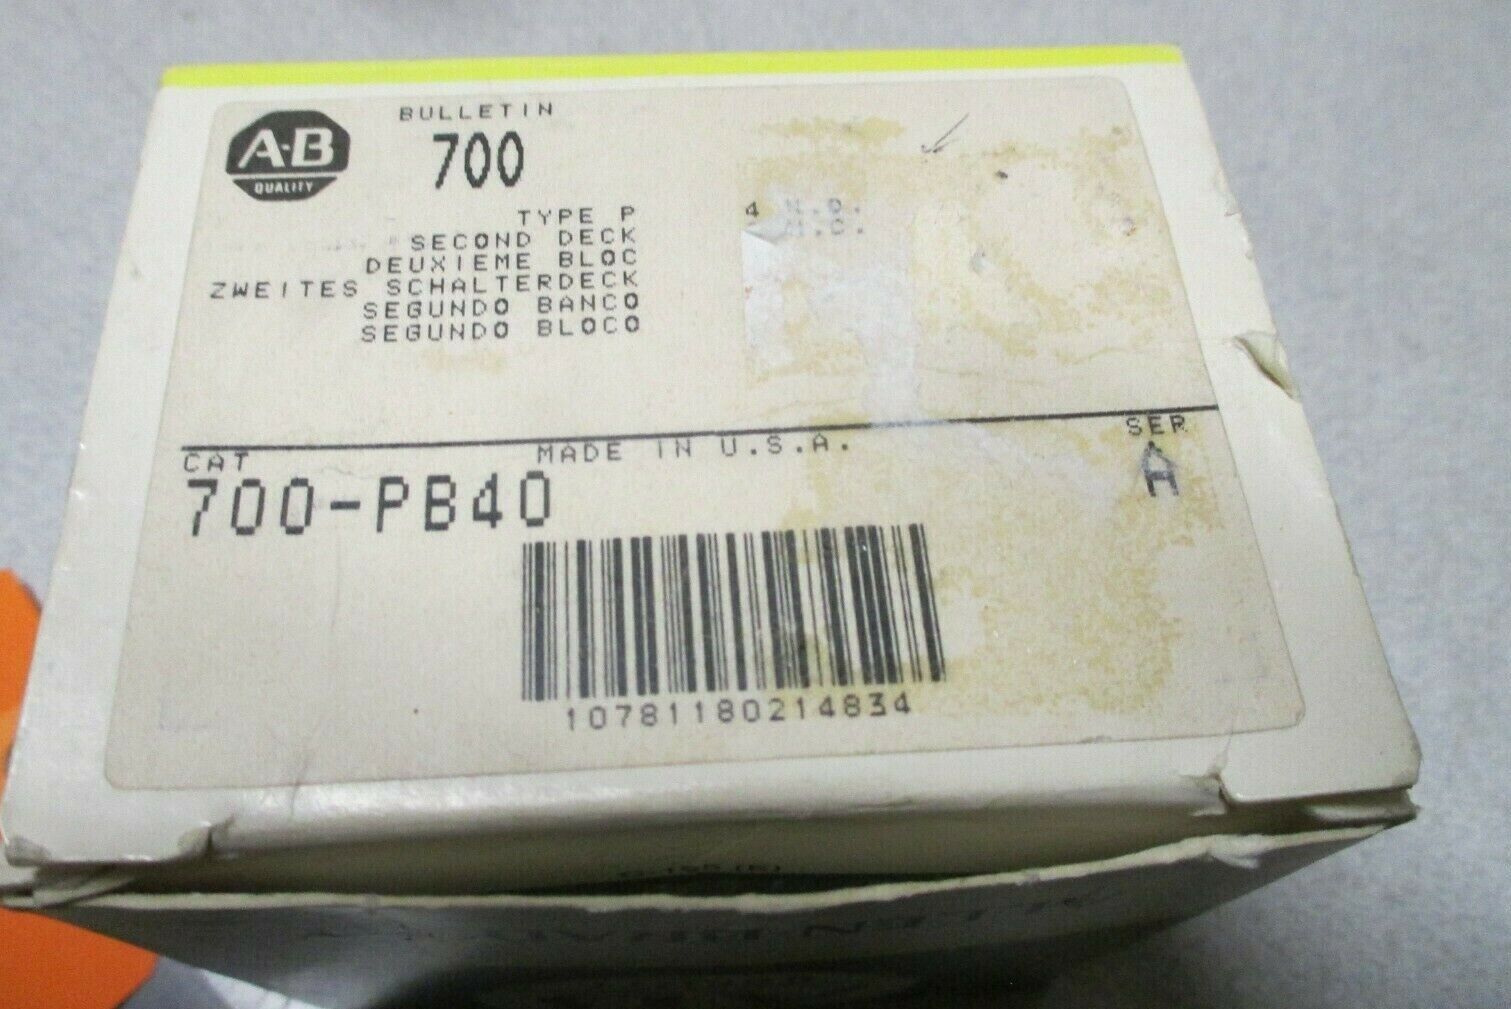 A-B
QUALITY
BULLETIN
700
TYPE P
SECOND DECK
DEUXIEME BLOC
ZWEITES SCHALTERDECK
SEGUNDO BANCO
SEGUNDO BLOCO
4 N.O.
N.C.
CAT
MADE IN U.S.A.
SER
700-PB40
A
10781180214834